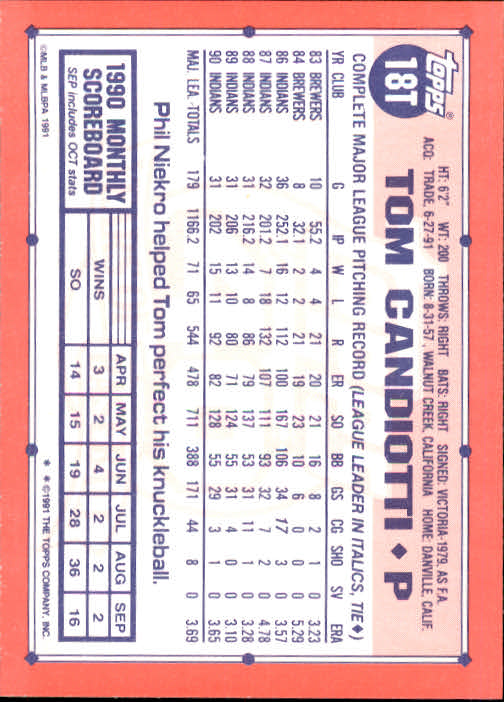 topps®
18T
HT: 6'2" WT: 200 THROWS: RIGHT BATS: RIGHT SIGNED: VICTORIA-1979, AS F.A.
ACQ: TRADE, 6-27-91 BORN: 8-31-57, WALNUT CREEK, CALIFORNIA HOME: DANVILLE, CALIF.
TOM CANDIOTTI ◆ P
COMPLETE MAJOR LEAGUE PITCHING RECORD (LEAGUE LEADER IN ITALICS, TIE◆)
YR CLUB G IP W L R ER SO BB GS CG SHO SV ERA
83 BREWERS 10 55.2 4 4 21 20 21 16 8 2 1 0 3.23
84 BREWERS 8 32.1 2 2 21 19 23 10 6 0 0 0 5.29
86 INDIANS 36 252.1 16 12 112 100 167 106 34 17 3 0 3.57
87 INDIANS 32 201.2 7 18 132 107 111 93 32 7 2 0 4.78
88 INDIANS 31 216.2 14 8 86 79 137 53 31 11 1 0 3.28
89 INDIANS 31 206 13 10 80 71 124 55 31 4 0 0 3.10
90 INDIANS 31 202 15 11 92 82 128 55 29 3 1 0 3.65
MAJ. LEA. TOTALS 179 1166.2 71 65 544 478 711 388 171 44 8 0 3.69
Phil Niekro helped Tom perfect his knuckleball.
1990 MONTHLY
SCOREBOARD
SEP includes OCT stats
APR MAY JUN JUL AUG SEP
WINS 3 2 4 2 2 2
SO 14 15 19 28 36 16
©MLB & MLBPA 1991
* * ©1991 THE TOPPS COMPANY, INC.